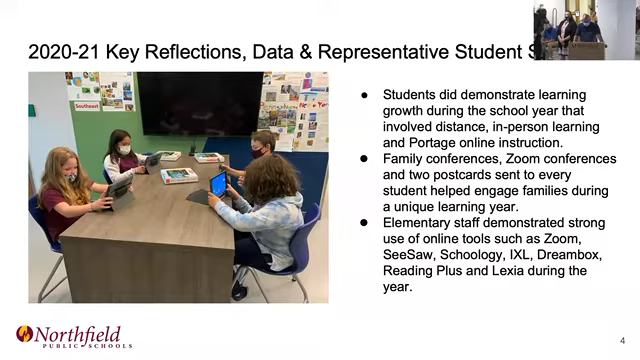 2020-21 Key Reflections, Data & Representative Student S
Southeast
● Students did demonstrate learning
growth during the school year that
involved distance, in-person learning
and Portage online instruction.
● Family conferences, Zoom conferences
and two postcards sent to every
student helped engage families during
a unique learning year.
● Elementary staff demonstrated strong
use of online tools such as Zoom,
SeeSaw, Schoology, IXL, Dreambox,
Reading Plus and Lexia during the
year.
Northfield
PUBLIC SCHOOLS
4